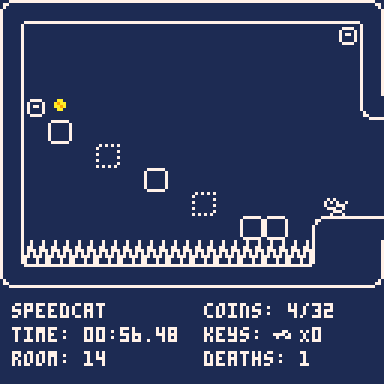 SPEEDCAT
COINS: 4/32
TIME: 00:56.48
KEYS: x0
ROOM: 14
DEATHS: 1